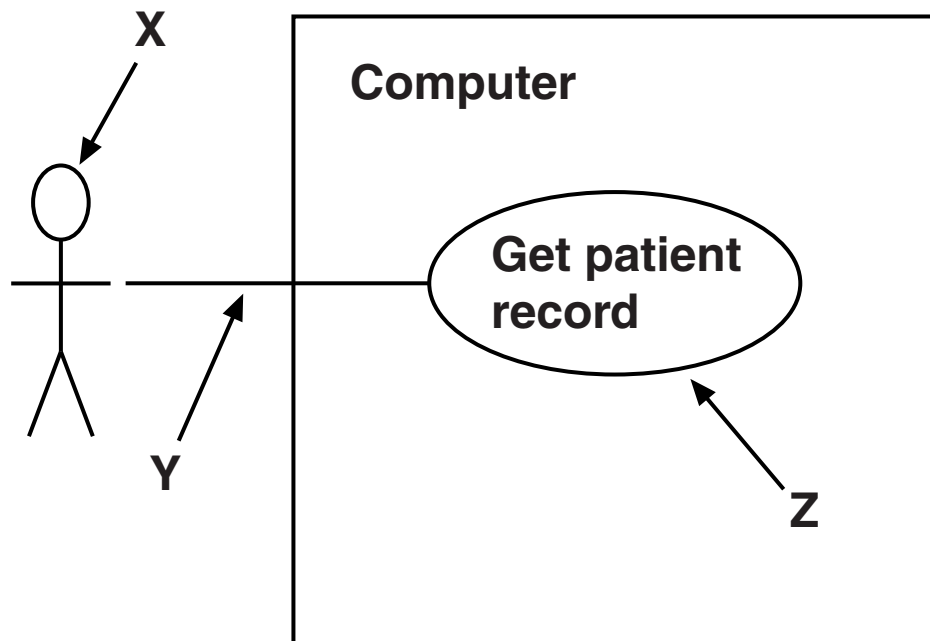 X
Computer
Get patient
record
Y
Z